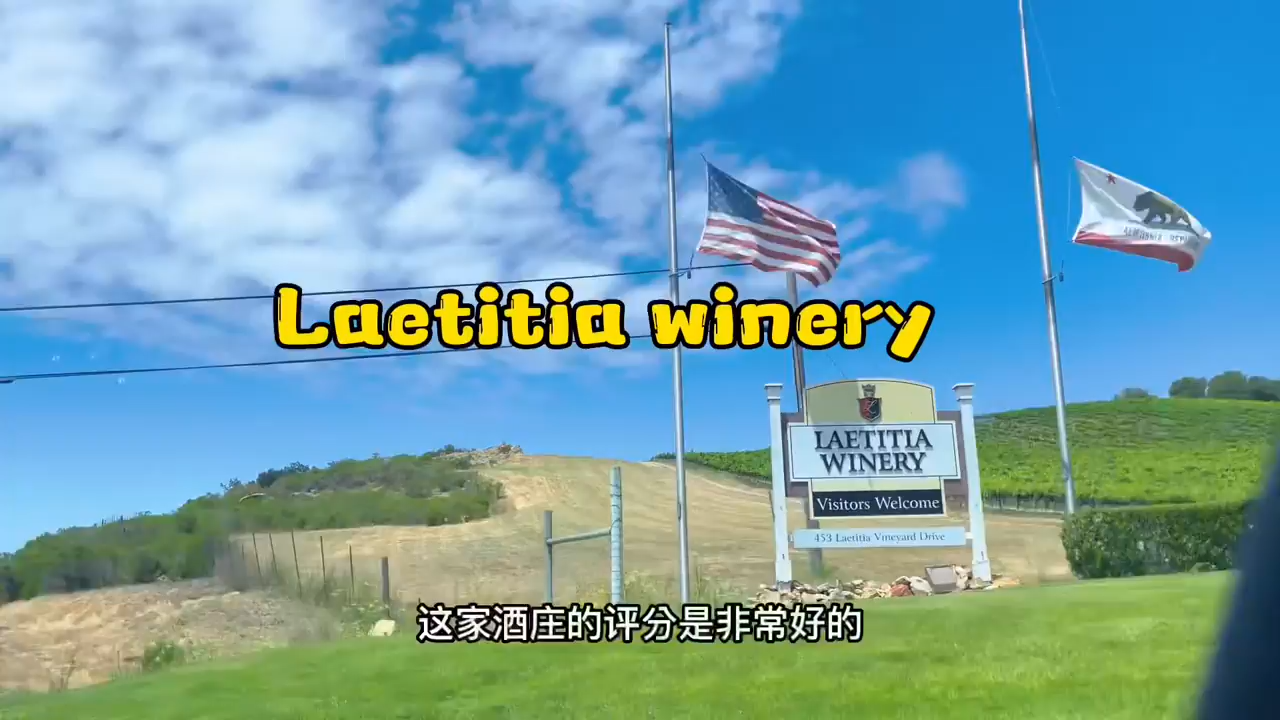 Laetitia winery
LAETITIA
WINERY
Visitors Welcome
453 Laetitia Vineyard Drive
这家酒庄的评分是非常好的